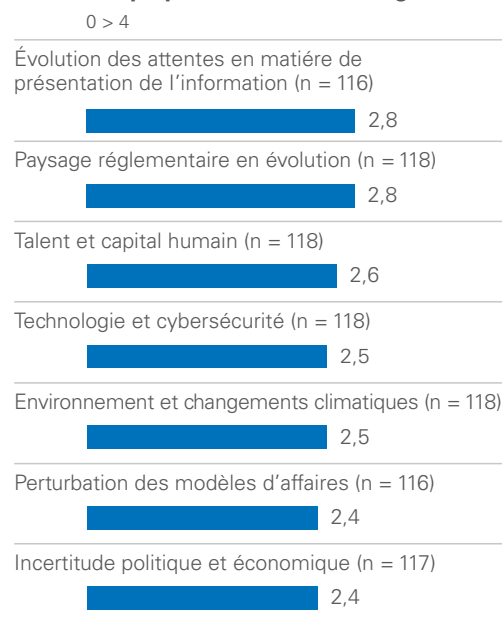 0 > 4
Évolution des attentes en matiére de
présentation de l'information (n = 116)
2,8
Paysage réglementaire en évolution (n = 118)
2,8
Talent et capital humain (n = 118)
2,6
Technologie et cybersécurité (n = 118)
2,5
Environnement et changements climatiques (n = 118)
2,5
Perturbation des modèles d'affaires (n = 116)
2,4
Incertitude politique et économique (n = 117)
2,4